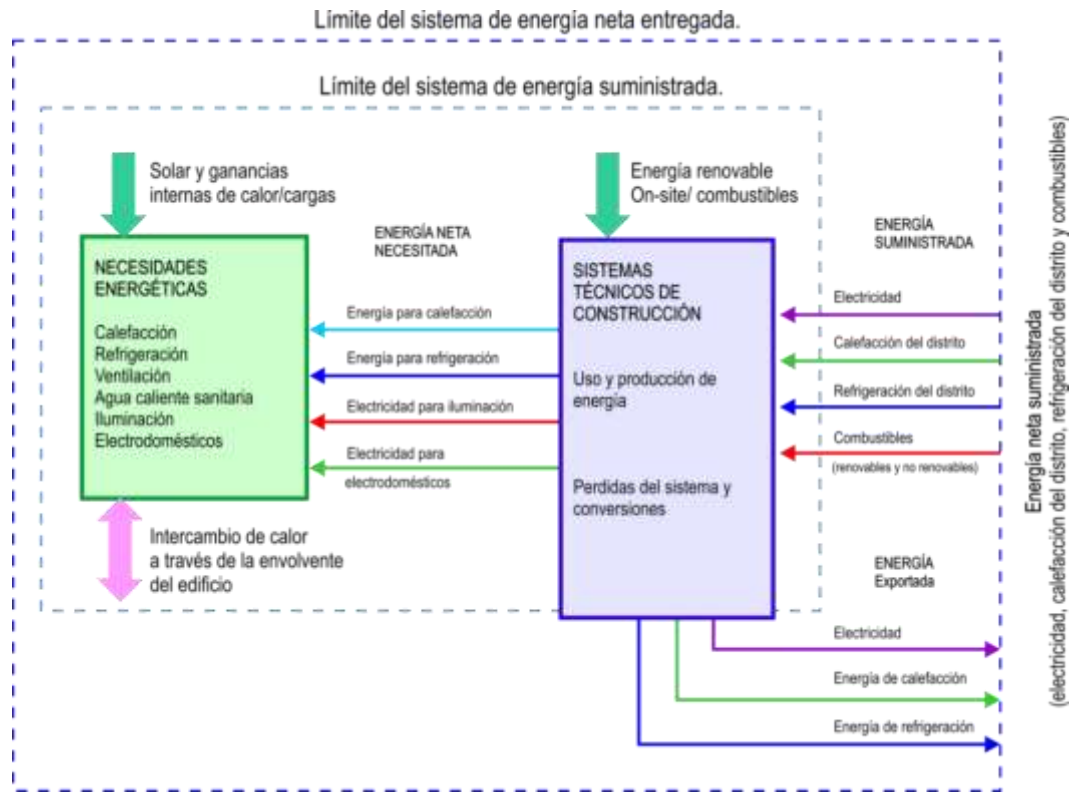 Límite del sistema de energía neta entregada.
Límite del sistema de energía suministrada.
Solar y ganancias
internas de calor/cargas
Energía renovable
On-site/ combustibles
ENERGÍA NETA
NECESITADA
ENERGÍA
SUMINISTRADA
NECESIDADES
ENERGÉTICAS
Calefacción
Refrigeración
Ventilación
Agua caliente sanitaria
Iluminación
Electrodomésticos
Energía para calefacción
Energía para refrigeración
Electricidad para iluminación
Electricidad para
electrodomésticos
SISTEMAS
TÉCNICOS DE
CONSTRUCCIÓN
Uso y producción de
energía
Perdidas del sistema y
conversiones
Electricidad
Calefacción del distrito
Refrigeración del distrito
Combustibles
(renovables y no renovables)
Intercambio de calor
a través de la envolvente
del edificio
ENERGÍA
Exportada
Electricidad
Energía de calefacción
Energía de refrigeración
Energía neta suministrada
(electricidad, calefacción del distrito, refrigeración del distrito y combustibles)